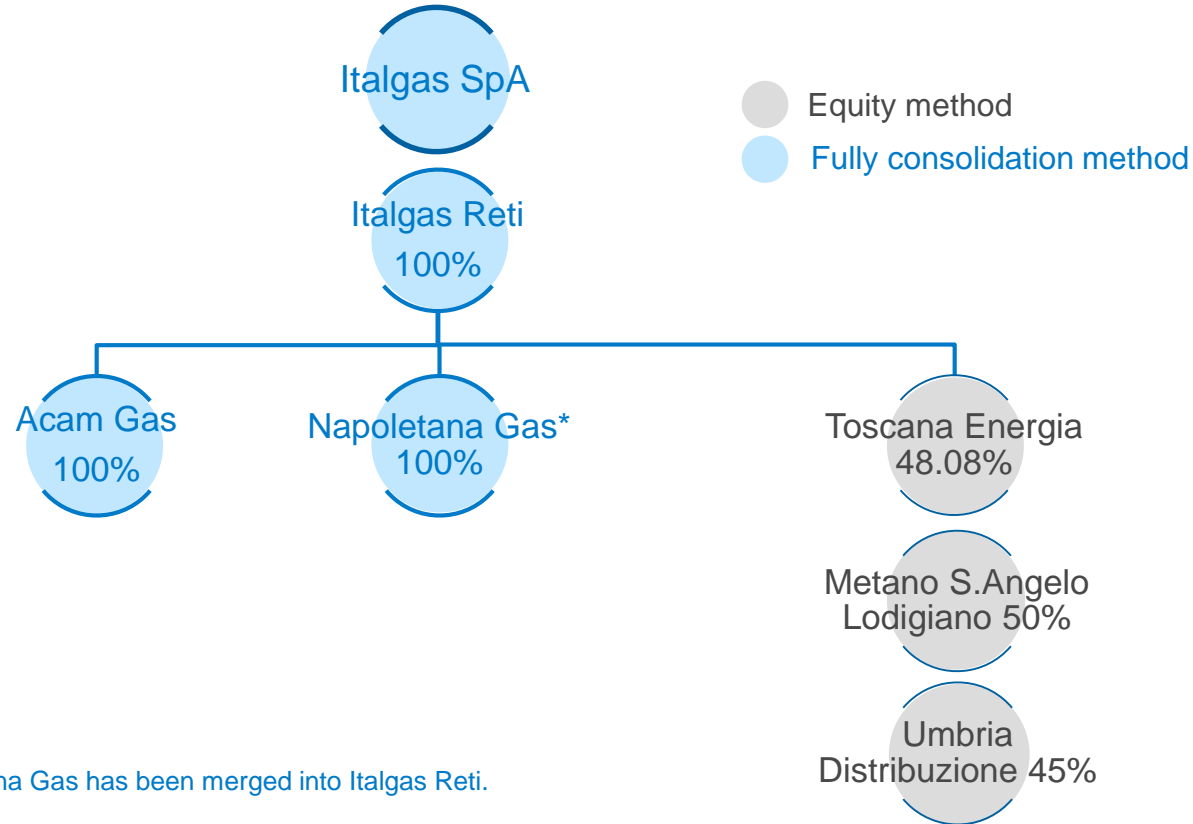 Italgas SpA
Equity method
Fully consolidation method
Italgas Reti
100%
Acam Gas
100%
Napoletana Gas*
100%
Toscana Energia
48.08%
Metano S.Angelo
Lodigiano 50%
Umbria
Distribuzione 45%
Gas has been merged into Italgas Reti.